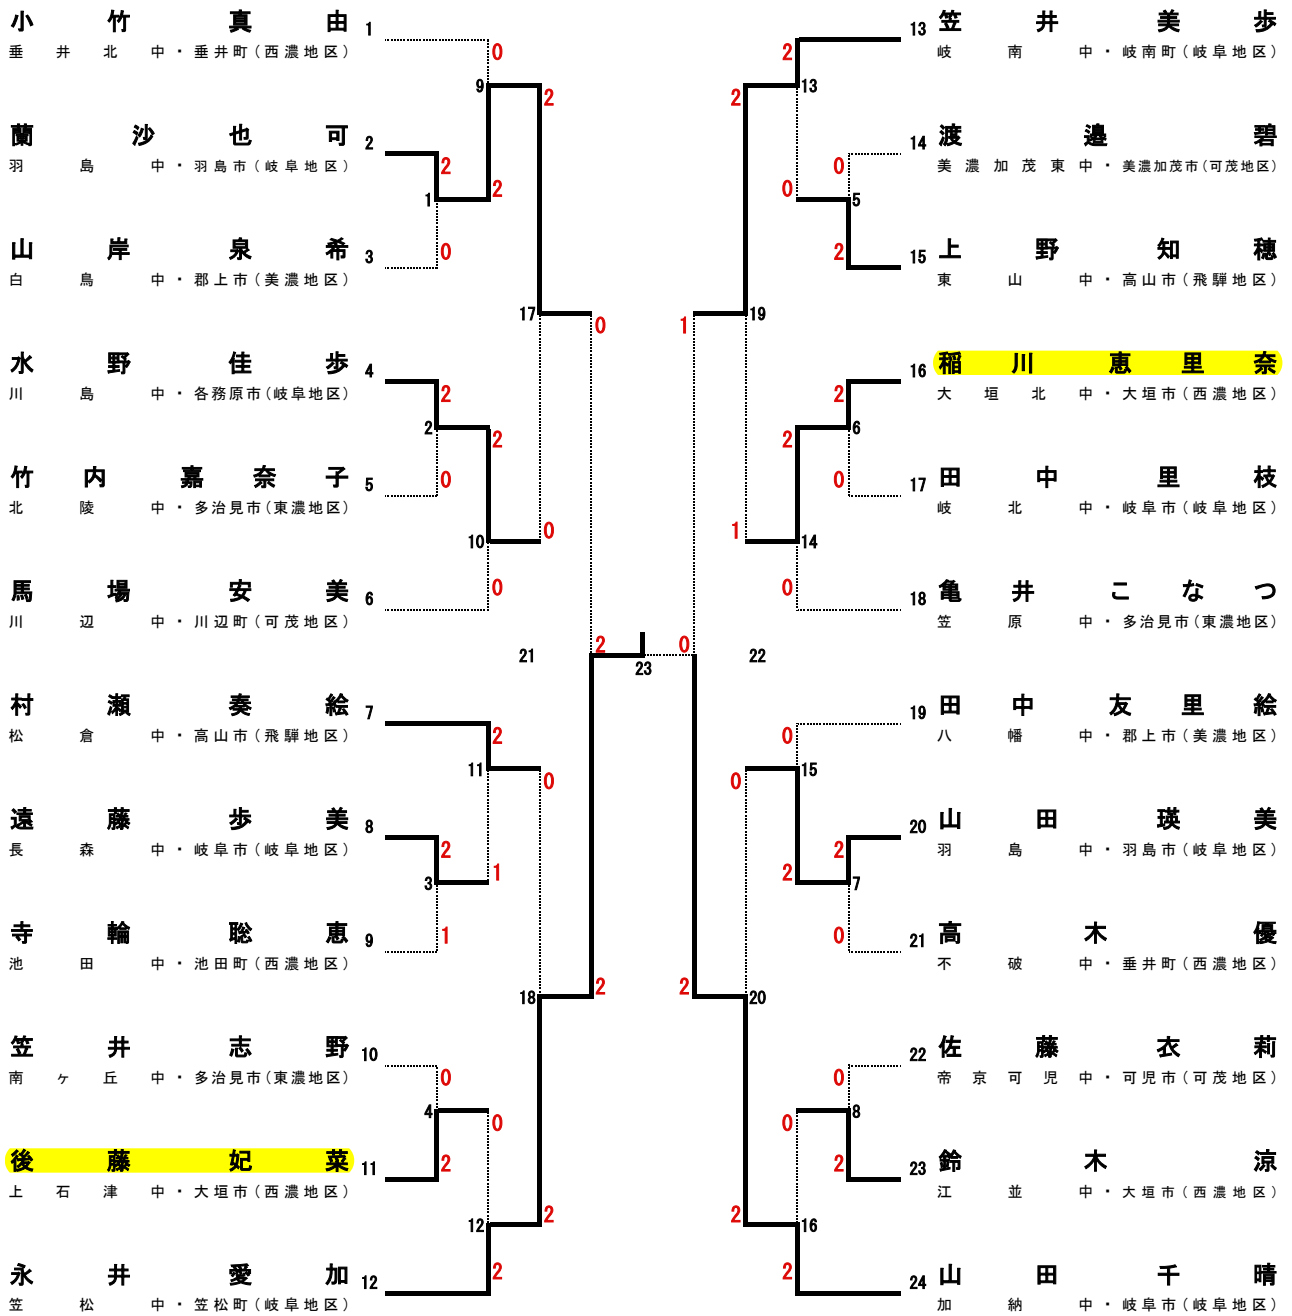 小竹真由 1
垂井北中・垂井町(西濃地区)
蘭沙也可 2
羽島中・羽島市(岐阜地区)
山岸泉希 3
白鳥中・郡上市(美濃地区)
水野佳歩 4
川島中・各務原市(岐阜地区)
竹内嘉奈子 5
北陵中・多治見市(東濃地区)
馬場安美 6
川辺中・川辺町(可茂地区)
村瀬奏絵 7
松倉中・高山市(飛騨地区)
遠藤歩美 8
長森中・岐阜市(岐阜地区)
寺輪聡恵 9
池田中・池田町(西濃地区)
笠井志野 10
南ヶ丘中・多治見市(東濃地区)
後藤妃菜 11
上石津中・大垣市(西濃地区)
永井愛加 12
笠松中・笠松町(岐阜地区)
0
9
2
2
1
2
0
17
0
2
2
2
0
10
0
0
21
2
23
0
22
2
11
0
2
3
1
1
18
2
0
4
0
2
12
2
2
2
13
2
0
0
5
2
1
19
2
2
6
0
1
14
0
0
15
0
2
2
7
0
2
20
0
0
8
2
2
16
2
13 笠井美歩
岐南中・岐南町(岐阜地区)
14 渡邉碧
美濃加茂東中・美濃加茂市(可茂地区)
15 上野知穂
東山中・高山市(飛騨地区)
16 稲川恵里奈
大垣北中・大垣市(西濃地区)
17 田中里枝
岐北中・岐阜市(岐阜地区)
18 亀井こなつ
笠原中・多治見市(東濃地区)
19 田中友里絵
八幡中・郡上市(美濃地区)
20 山田瑛美
羽島中・羽島市(岐阜地区)
21 高木優
不破中・垂井町(西濃地区)
22 佐藤衣莉
帝京可児中・可児市(可茂地区)
23 鈴木涼
江並中・大垣市(西濃地区)
24 山田千晴
加納中・岐阜市(岐阜地区)